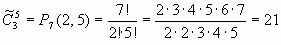 C̃₃⁵ = P₇(2,5) = 7!/(2!·5!) = (2·3·4·5·6·7)/(2·2·3·4·5) = 21